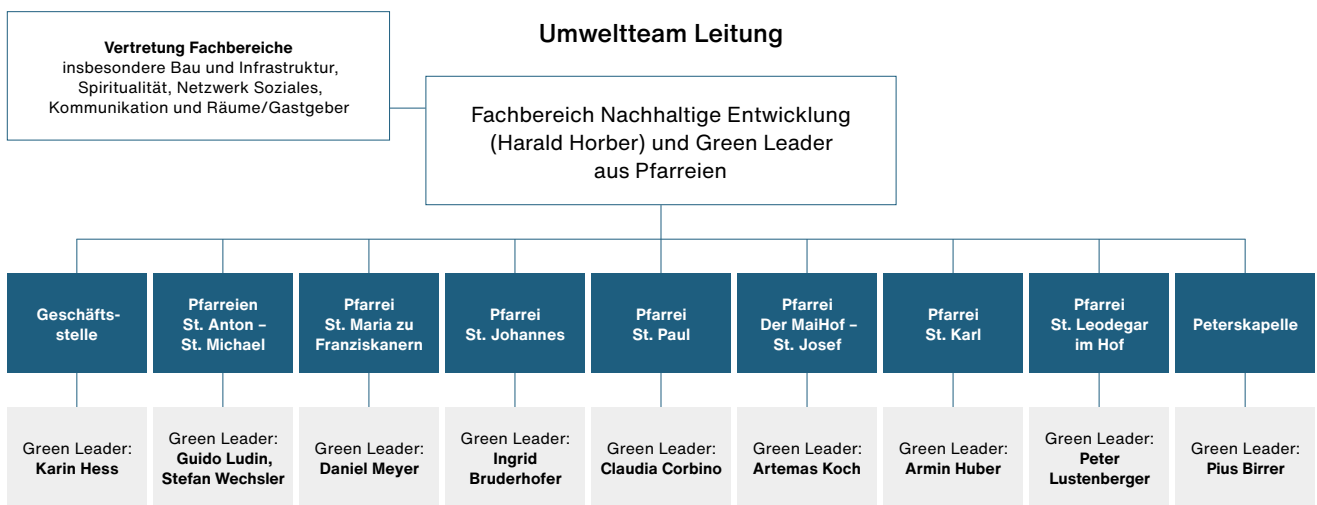 Umweltteam Leitung
Vertretung Fachbereiche
insbesondere Bau und Infrastruktur,
Spiritualität, Netzwerk Soziales,
Kommunikation und Räume/Gastgeber
Fachbereich Nachhaltige Entwicklung
(Harald Horber) und Green Leader
aus Pfarreien
Geschäfts-
stelle
Pfarreien
St. Anton –
St. Michael
Pfarrei
St. Maria zu
Franziskanern
Pfarrei
St. Johannes
Pfarrei
St. Paul
Pfarrei
Der MaiHof –
St. Josef
Pfarrei
St. Karl
Pfarrei
St. Leodegar
im Hof
Peterskapelle
Green Leader:
Karin Hess
Green Leader:
Guido Ludin,
Stefan Wechsler
Green Leader:
Daniel Meyer
Green Leader:
Ingrid
Bruderhofer
Green Leader:
Claudia Corbino
Green Leader:
Artemas Koch
Green Leader:
Armin Huber
Green Leader:
Peter
Lustenberger
Green Leader:
Pius Birrer